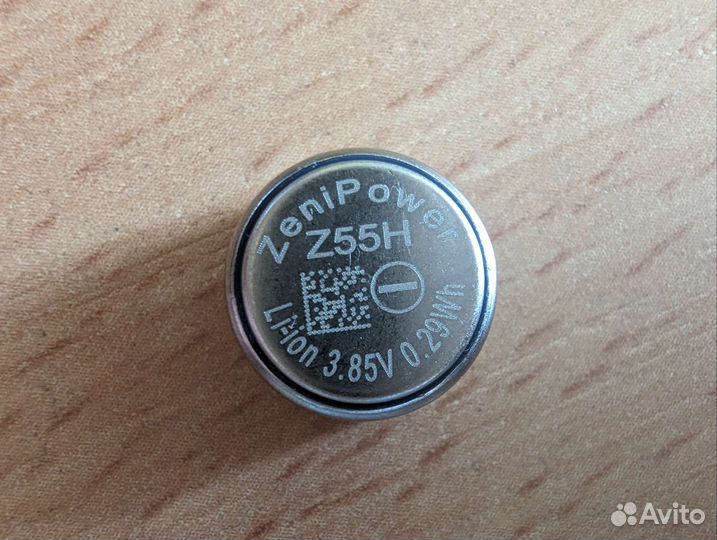 ZeniPower
Z55H
Li-ion 3.85V 0.29Wh
Avito